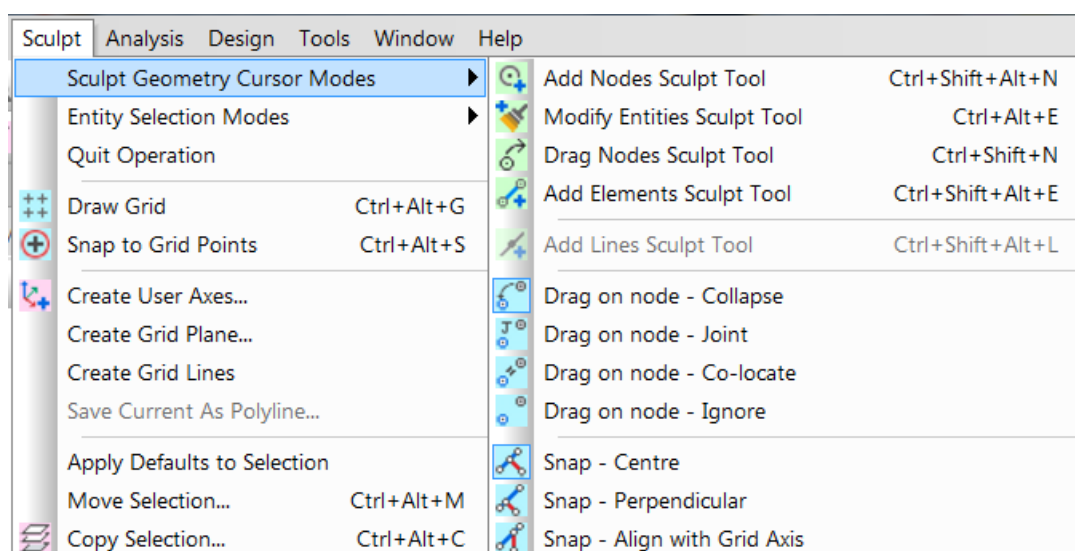 Sculpt Analysis Design Tools Window Help
Sculpt Geometry Cursor Modes
Entity Selection Modes
Quit Operation
Draw Grid Ctrl+Alt+G
Snap to Grid Points Ctrl+Alt+S
Create User Axes...
Create Grid Plane...
Create Grid Lines
Save Current As Polyline...
Apply Defaults to Selection
Move Selection... Ctrl+Alt+M
Copy Selection... Ctrl+Alt+C
Add Nodes Sculpt Tool Ctrl+Shift+Alt+N
Modify Entities Sculpt Tool Ctrl+Alt+E
Drag Nodes Sculpt Tool Ctrl+Shift+N
Add Elements Sculpt Tool Ctrl+Shift+Alt+E
Add Lines Sculpt Tool Ctrl+Shift+Alt+L
Drag on node - Collapse
Drag on node - Joint
Drag on node - Co-locate
Drag on node - Ignore
Snap - Centre
Snap - Perpendicular
Snap - Align with Grid Axis